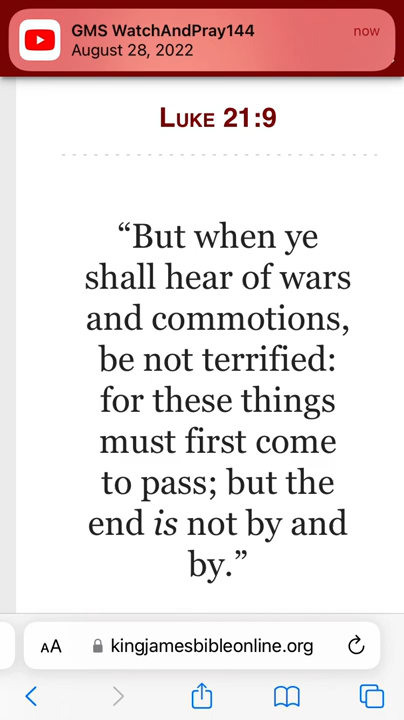 GMS WatchAndPray144
now
August 28, 2022
LUKE 21:9
“But when ye
shall hear of wars
and commotions,
be not terrified:
for these things
must first come
to pass; but the
end is not by and
by.”
AA
kingjamesbibleonline.org